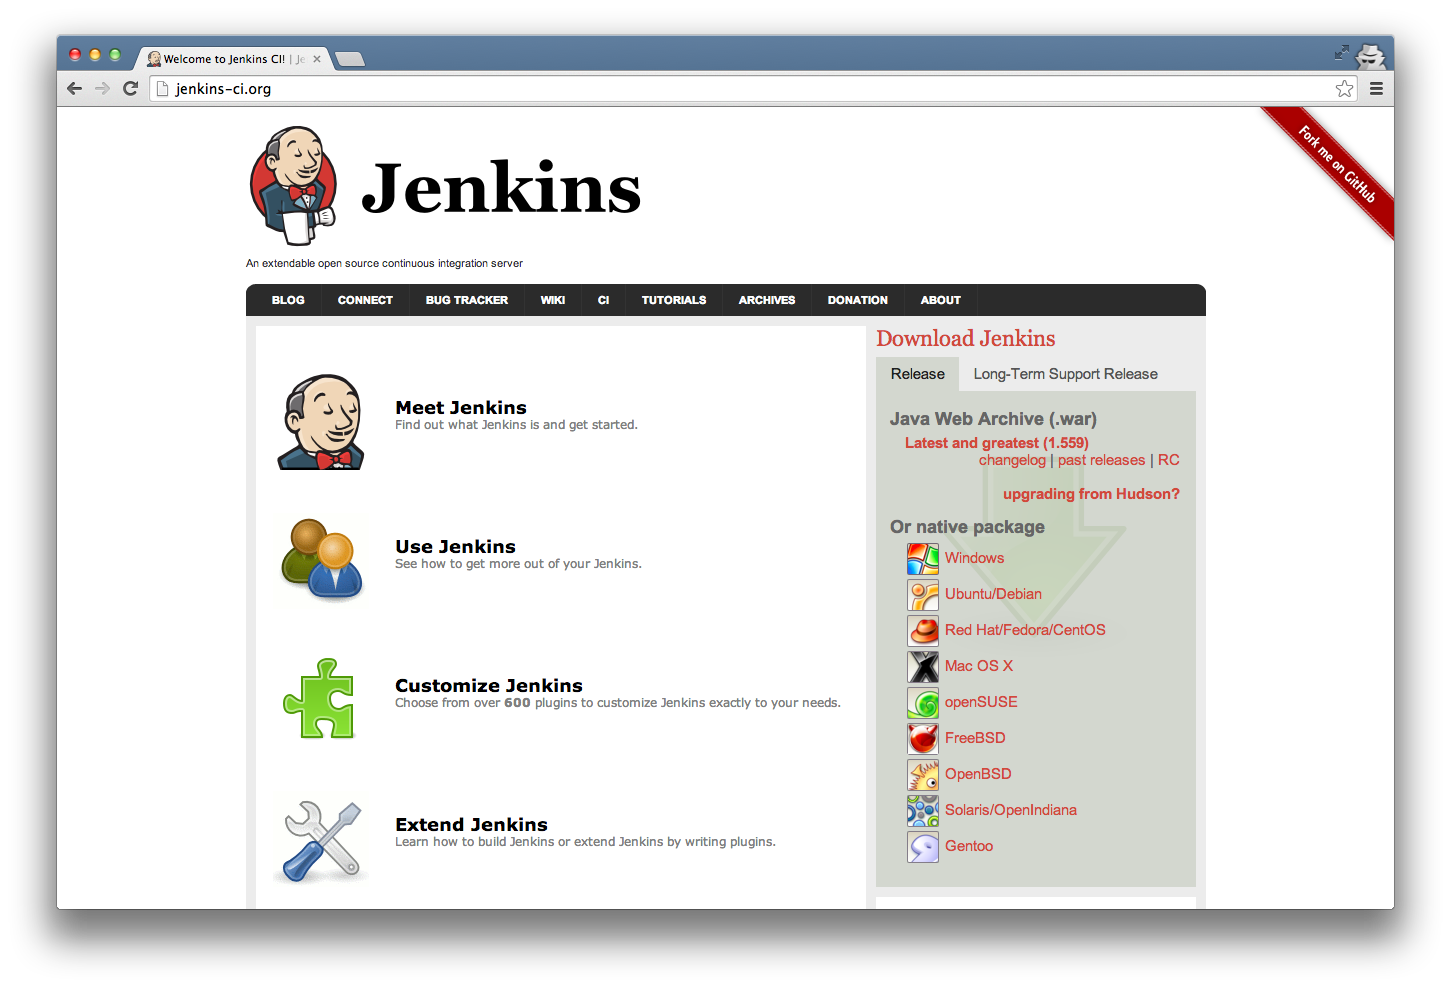 Welcome to Jenkins CI! | Je
jenkins-ci.org
Fork me on GitHub
Jenkins
An extendable open source continuous integration server
BLOG CONNECT BUG TRACKER WIKI CI TUTORIALS ARCHIVES DONATION ABOUT
Meet Jenkins
Find out what Jenkins is and get started.
Use Jenkins
See how to get more out of your Jenkins.
Customize Jenkins
Choose from over 600 plugins to customize Jenkins exactly to your needs.
Extend Jenkins
Learn how to build Jenkins or extend Jenkins by writing plugins.
Download Jenkins
Release Long-Term Support Release
Java Web Archive (.war)
Latest and greatest (1.559)
changelog | past releases | RC
upgrading from Hudson?
Or native package
Windows
Ubuntu/Debian
Red Hat/Fedora/CentOS
Mac OS X
openSUSE
FreeBSD
OpenBSD
Solaris/OpenIndiana
Gentoo